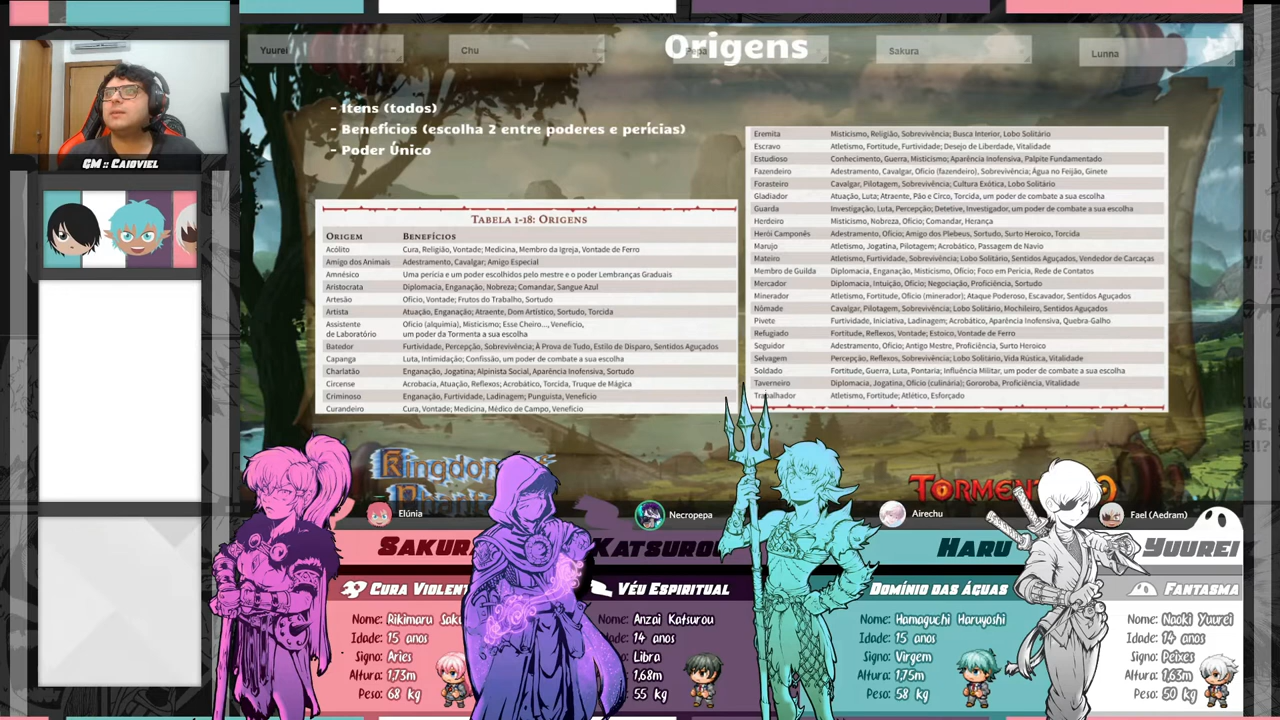 Yuurei
Chu
Origens
Sakura
Lunna
- Itens (todos)
- Benefícios (escolha 2 entre poderes e perícias)
- Poder Único
GM :: Caioviel
Tabela 1-18: Origens
Origem Benefícios
Acólito Cura, Religião, Vontade; Medicina, Membro da Igreja, Vontade de Ferro
Amigo dos Animais Adestramento, Cavalgar; Amigo Especial
Amnésico Uma perícia e um poder escolhidos pelo mestre e o poder Lembranças Graduais
Aristocrata Diplomacia, Enganação, Nobreza; Comandar, Sangue Azul
Artesão Ofício, Vontade; Frutos do Trabalho, Sortudo
Artista Atuação, Enganação; Atraente, Dom Artístico, Sortudo, Torcida
Assistente de Laboratório Ofício (alquimia), Misticismo; Esse Cheiro..., Venefício,
um poder da Tormenta a sua escolha
Batedor Furtividade, Percepção, Sobrevivência; À Prova de Tudo, Estilo de Disparo, Sentidos Aguçados
Capanga Luta, Intimidação; Confissão, um poder de combate a sua escolha
Charlatão Enganação, Jogatina; Alpinista Social, Aparência Inofensiva, Sortudo
Circense Acrobacia, Atuação, Reflexos; Acrobático, Torcida, Truque de Mágica
Criminoso Enganação, Furtividade, Ladinagem; Punguista, Venefício
Curandeiro Cura, Vontade; Medicina, Médico de Campo, Venefício
Eremita Misticismo, Religião, Sobrevivência; Busca Interior, Lobo Solitário
Escravo Atletismo, Fortitude, Furtividade; Desejo de Liberdade, Vitalidade
Estudioso Conhecimento, Guerra, Misticismo; Aparência Inofensiva, Palpite Fundamentado
Fazendeiro Adestramento, Cavalgar, Ofício (fazendeiro), Sobrevivência; Água no Feijão, Ginete
Forasteiro Cavalgar, Pilotagem, Sobrevivência; Cultura Exótica, Lobo Solitário
Gladiador Atuação, Luta; Atraente, Pão e Circo, Torcida, um poder de combate a sua escolha
Guarda Investigação, Luta, Percepção; Detetive, Investigador, um poder de combate a sua escolha
Herdeiro Misticismo, Nobreza, Ofício; Comandar, Herança
Herói Camponês Adestramento, Ofício; Amigo dos Plebeus, Sortudo, Surto Heroico, Torcida
Marujo Atletismo, Jogatina, Pilotagem; Acrobático, Passagem de Navio
Mateiro Atletismo, Furtividade, Sobrevivência; Lobo Solitário, Sentidos Aguçados, Vendedor de Carcaças
Membro de Guilda Diplomacia, Enganação, Misticismo, Ofício; Foco em Perícia, Rede de Contatos
Mercador Diplomacia, Intuição, Ofício; Negociação, Proficiência, Sortudo
Minerador Atletismo, Fortitude, Ofício (minerador); Ataque Poderoso, Escavador, Sentidos Aguçados
Nômade Cavalgar, Pilotagem, Sobrevivência; Lobo Solitário, Mochileiro, Sentidos Aguçados
Pivete Furtividade, Iniciativa, Ladinagem; Acrobático, Aparência Inofensiva, Quebra-Galho
Refugiado Fortitude, Reflexos, Vontade; Estoico, Vontade de Ferro
Seguidor Adestramento, Ofício; Antigo Mestre, Proficiência, Surto Heroico
Selvagem Percepção, Reflexos, Sobrevivência; Lobo Solitário, Vida Rústica, Vitalidade
Soldado Fortitude, Guerra, Luta, Pontaria; Influência Militar, um poder de combate a sua escolha
Taverneiro Diplomacia, Jogatina, Ofício (culinária); Gororoba, Proficiência, Vitalidade
Trabalhador Atletismo, Fortitude; Atlético, Esforçado
Elúnia
Necropepa
Airechu
Fael (Aedram)
Haru
Yuurei
Véu Espiritual
Domínio das Águas
Fantasma
Cura
Nome: Rikimaru
Idade: 15 anos
Signo: Aries
Altura: 1,73m
Peso: 68 kg
Nome: Anzai Katsurou
14 anos
Libra
1,68m
55 kg
Nome: Hamaguchi Haruyoshi
Idade: 15 anos
Signo: Virgem
Altura: 1,75m
Peso: 58 kg
Nome: Naoki Yuurei
Idade: 14 anos
Signo: Peixes
Altura: 1,63m
Peso: 50 kg